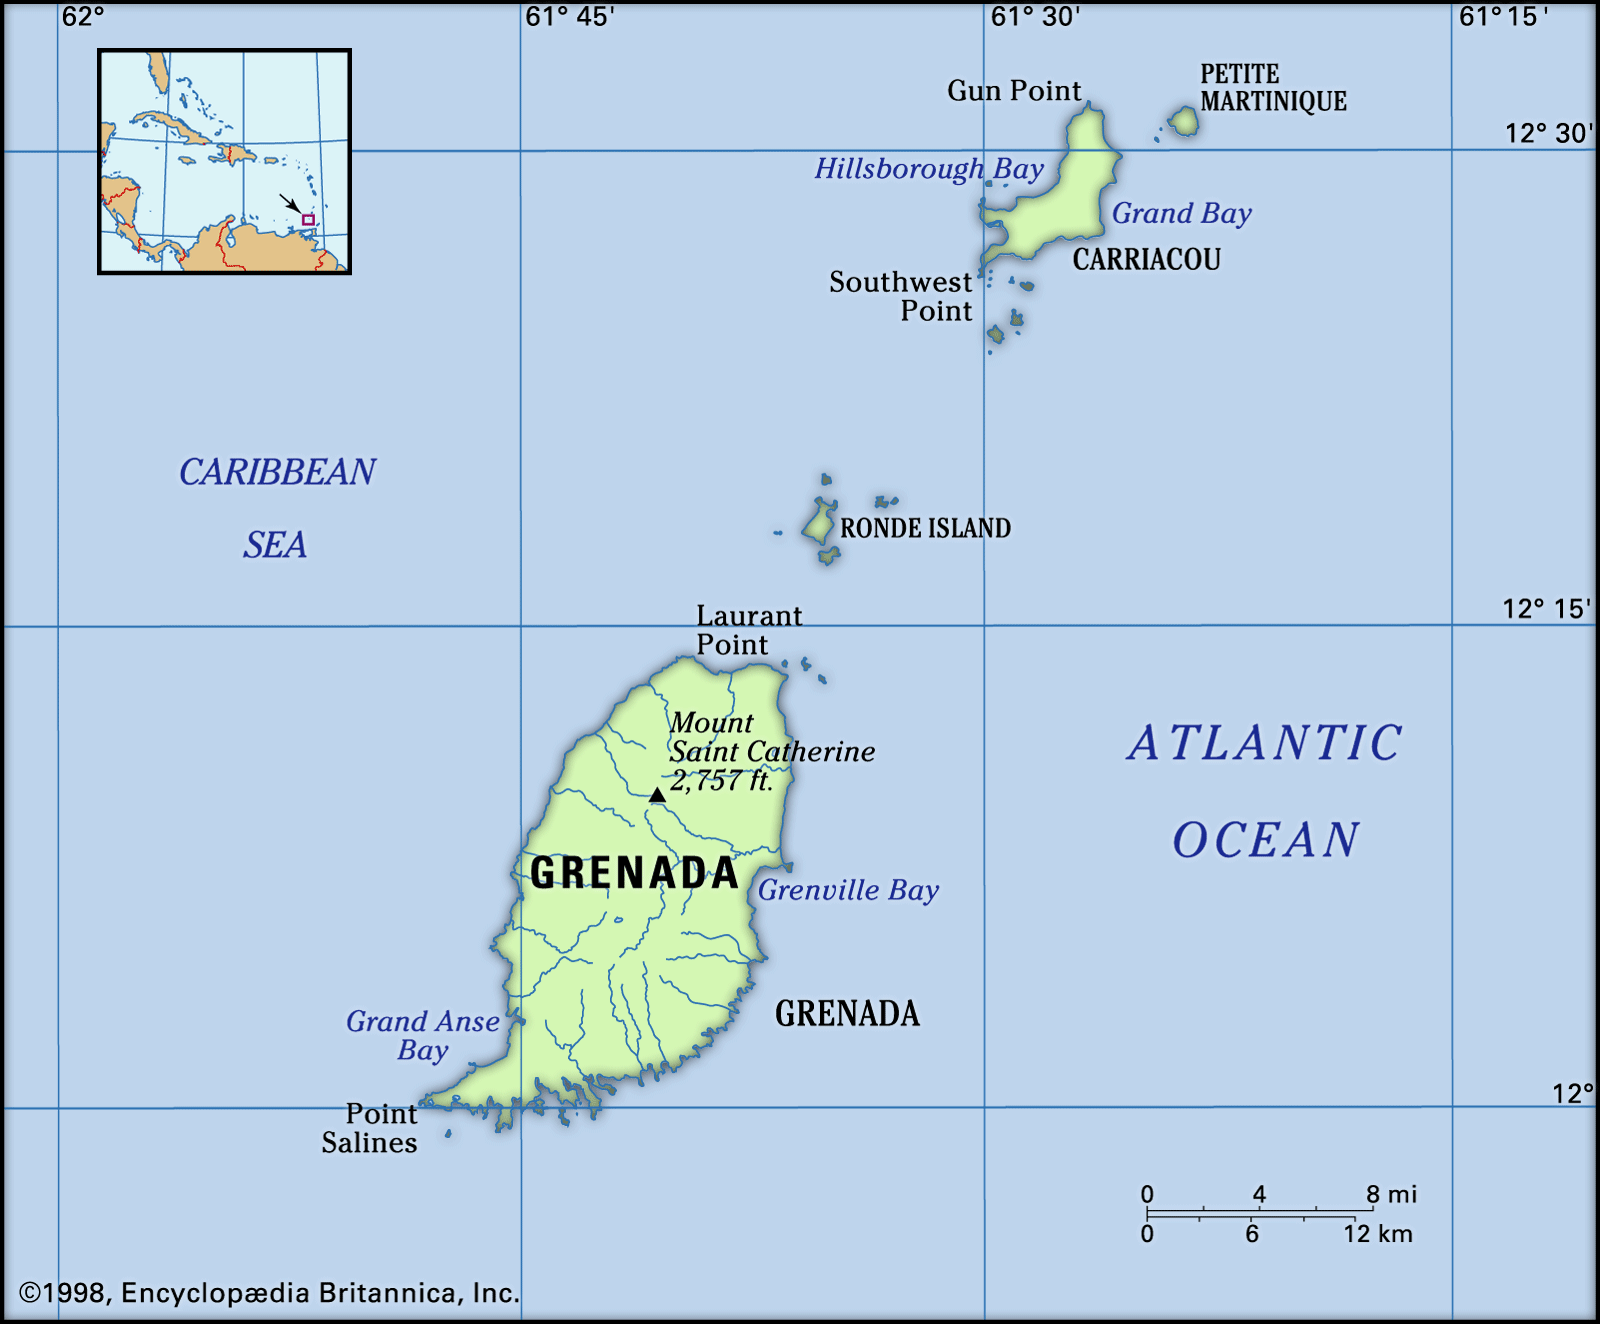 62°
61° 45'
61° 30'
61° 15'
PETITE
MARTINIQUE
Gun Point
12° 30'
Hillsborough Bay
Grand Bay
CARRIACOU
Southwest
Point
CARIBBEAN
SEA
RONDE ISLAND
12° 15'
Laurant
Point
Mount
Saint Catherine
2,757 ft.
ATLANTIC
OCEAN
GRENADA
Grenville Bay
GRENADA
Grand Anse
Bay
12°
Point
Salines
0 4 8 mi
0 6 12 km
©1998, Encyclopædia Britannica, Inc.